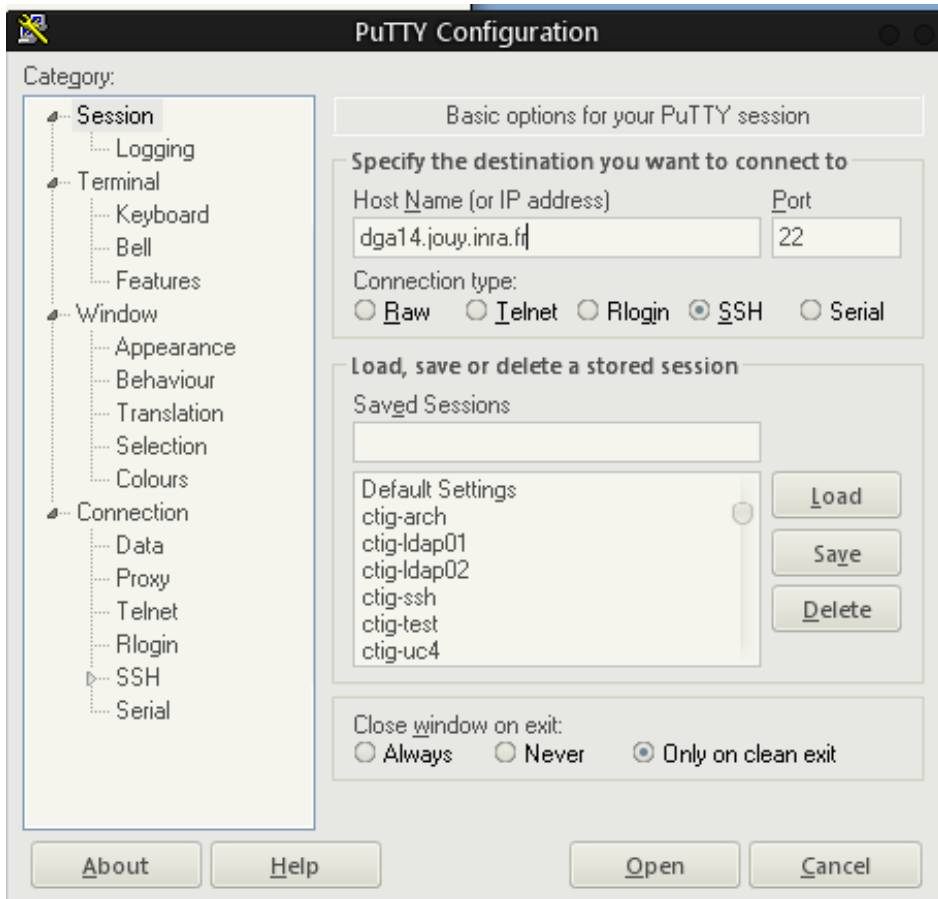 PuTTY Configuration
Category:
Session
Logging
Terminal
Keyboard
Bell
Features
Window
Appearance
Behaviour
Translation
Selection
Colours
Connection
Data
Proxy
Telnet
Rlogin
SSH
Serial
Basic options for your PuTTY session
Specify the destination you want to connect to
Host Name (or IP address) Port
dga14.jouy.inra.fr 22
Connection type:
Raw Telnet Rlogin SSH Serial
Load, save or delete a stored session
Saved Sessions
Default Settings
ctig-arch
ctig-ldap01
ctig-ldap02
ctig-ssh
ctig-test
ctig-uc4
Load
Save
Delete
Close window on exit:
Always Never Only on clean exit
About Help Open Cancel